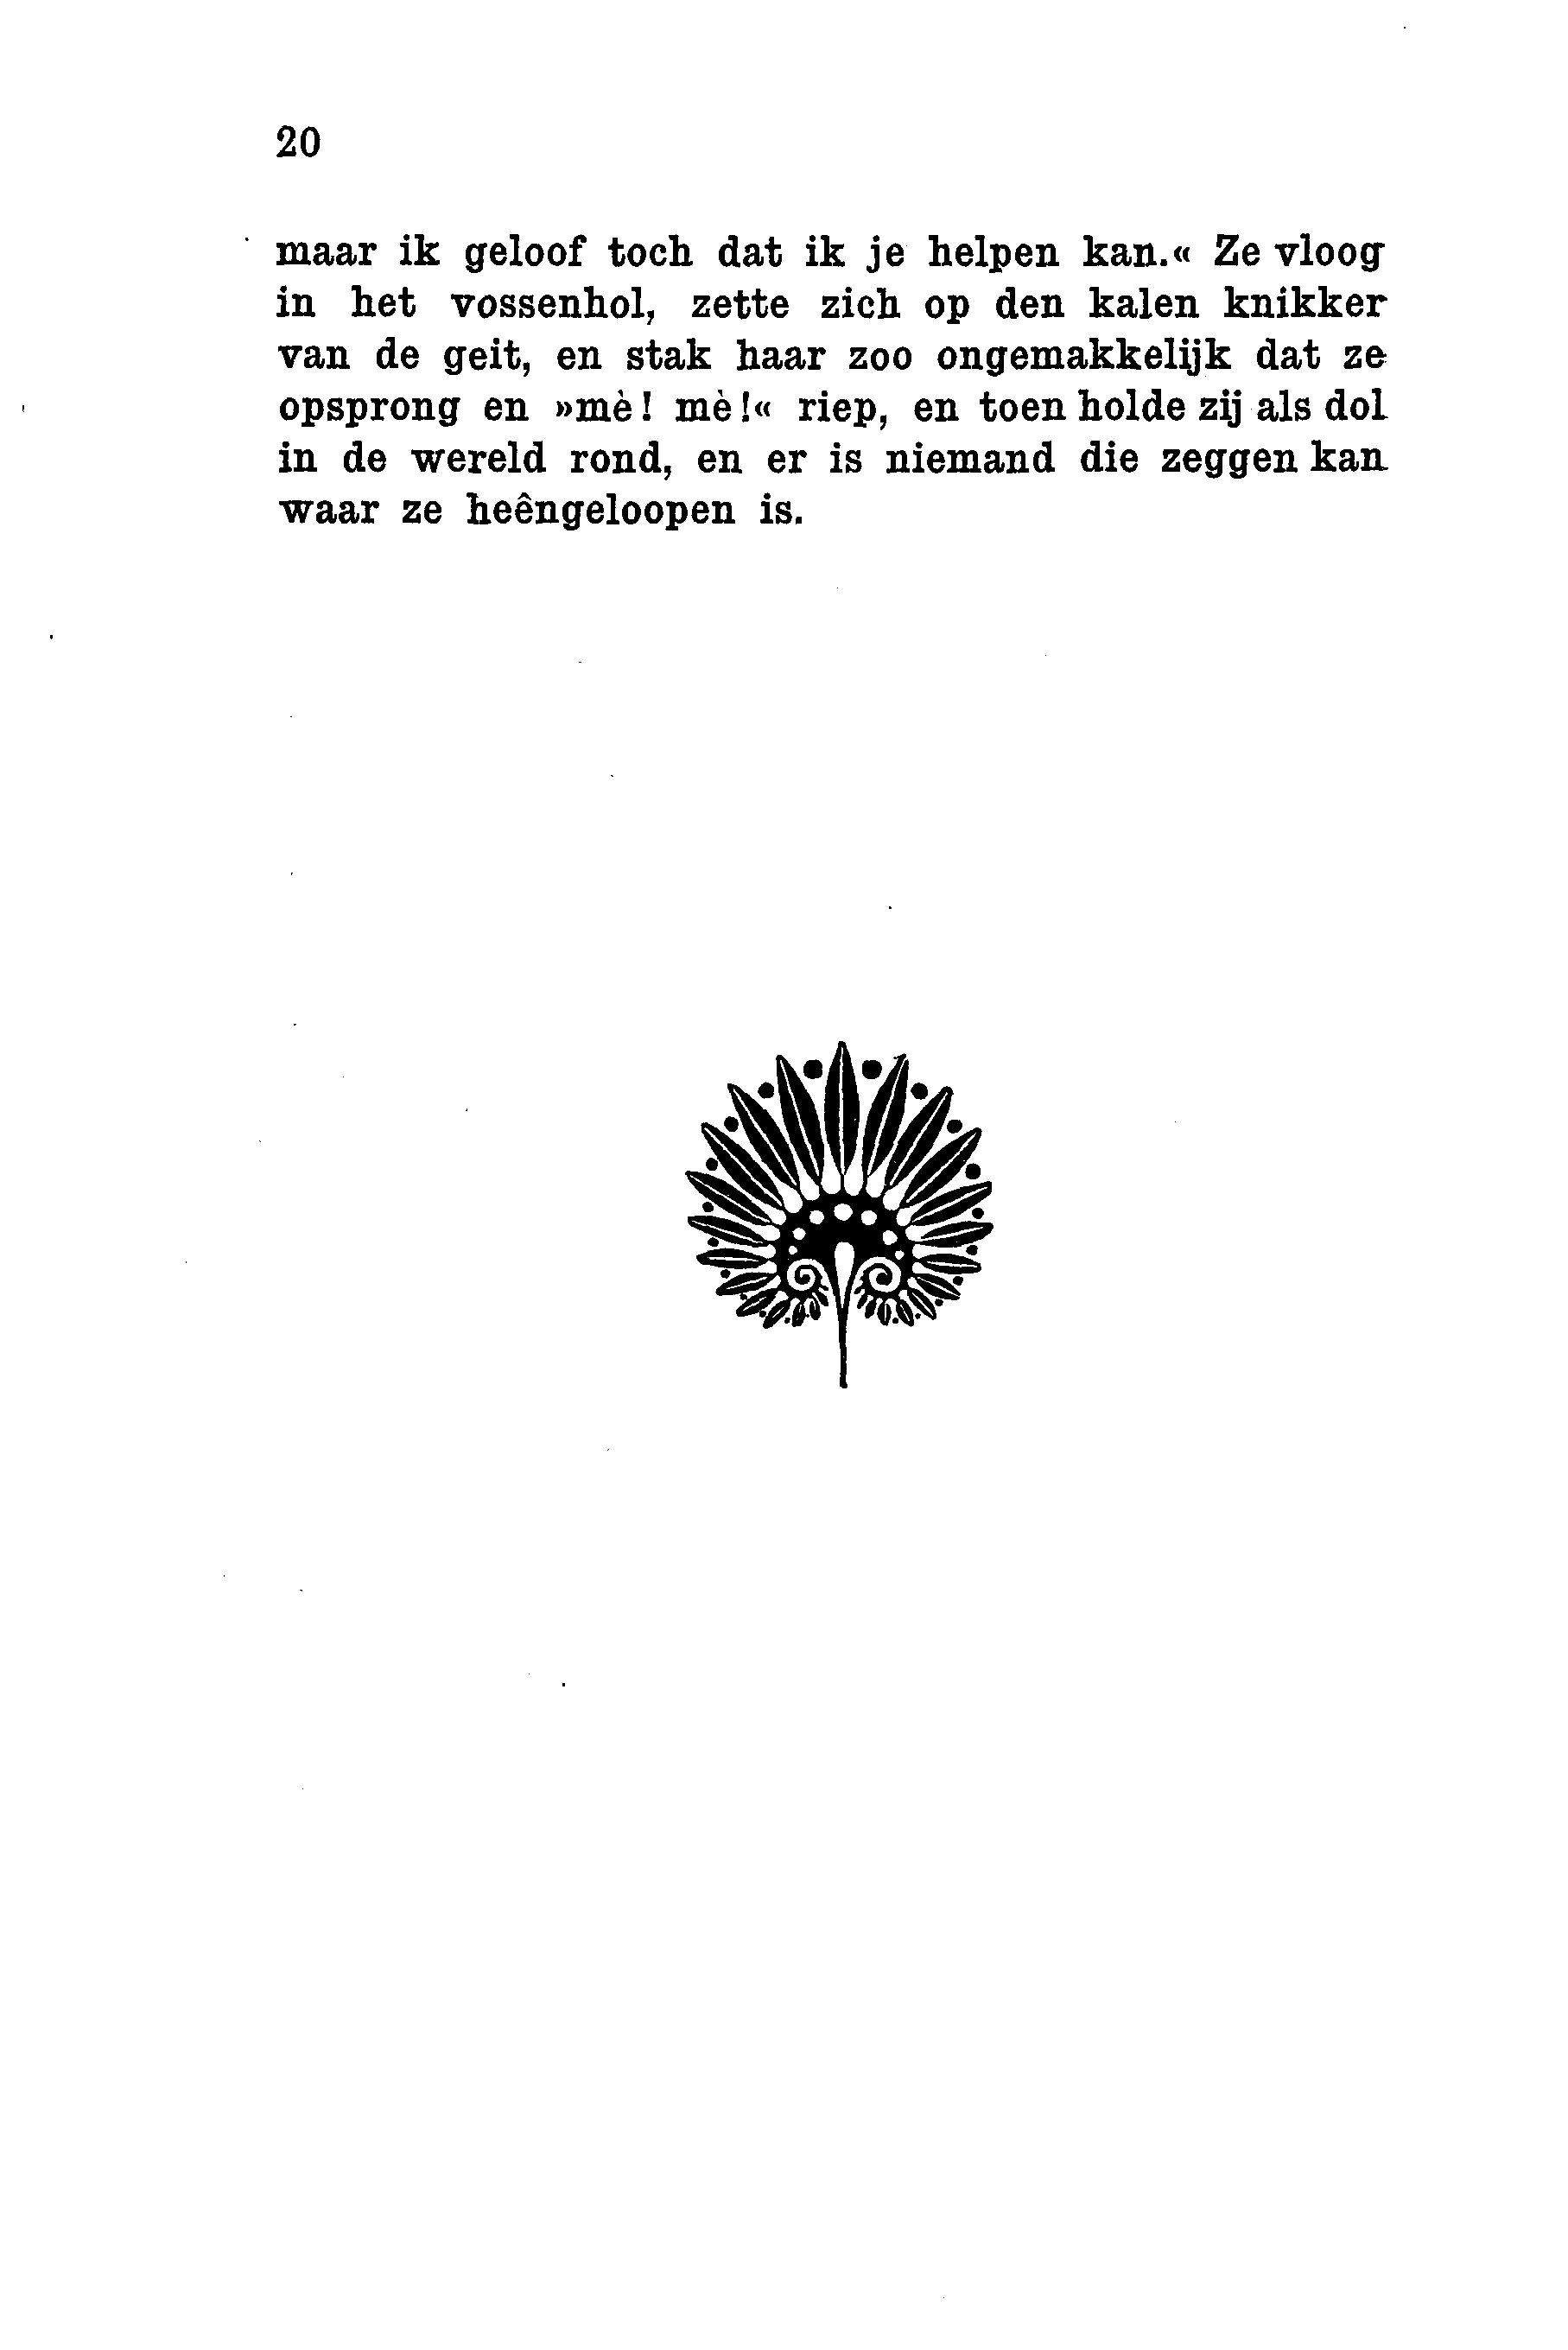 20
maar ik geloof toch dat ik je helpen kan.« Ze vloog
in het vossenhol, zette zich op den kalen knikker
van de geit, en stak haar zoo ongemakkelijk dat ze
opsprong en »mè! mè!« riep, en toen holde zij als dol
in de wereld rond, en er is niemand die zeggen kan
waar ze heêngeloopen is.